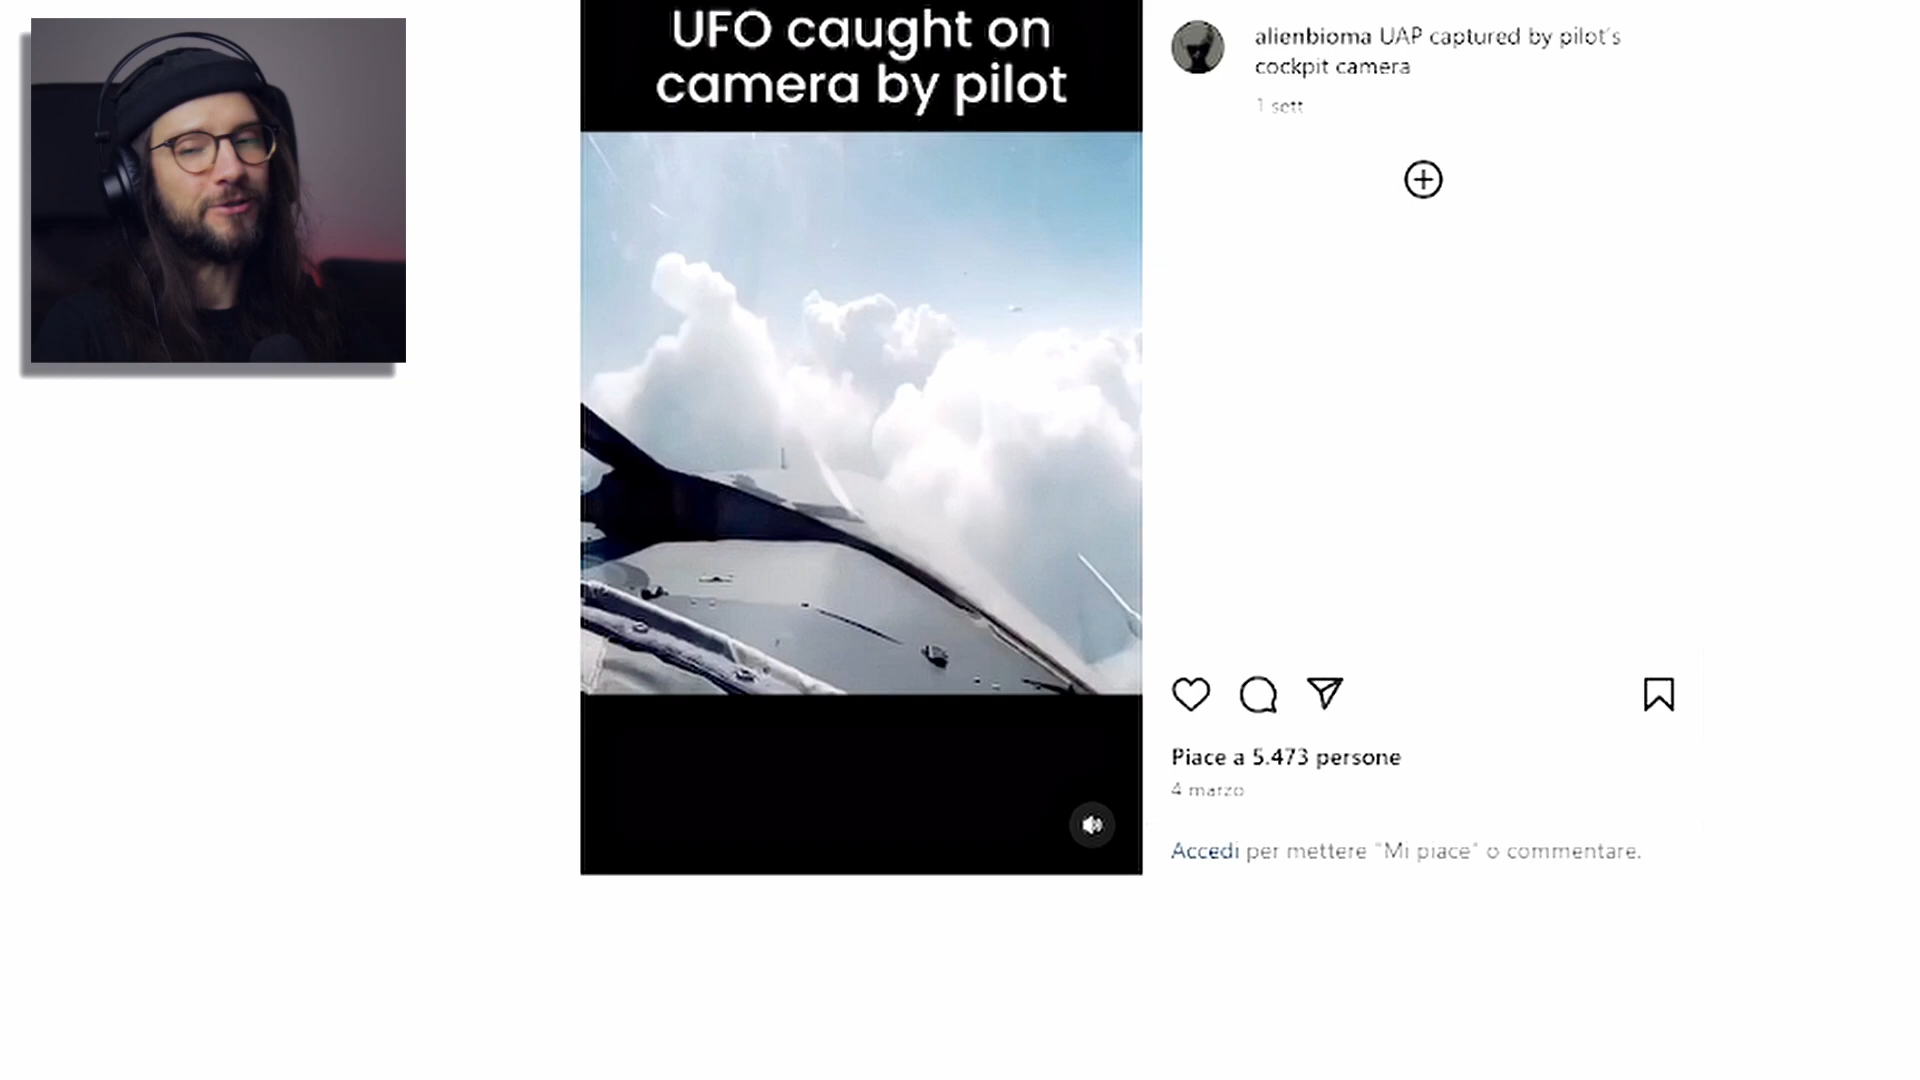 UFO caught on
camera by pilot
alienbioma UAP captured by pilot's
cockpit camera
1 sett
Piace a 5.473 persone
4 marzo
Accedi per mettere "Mi piace" o commentare.